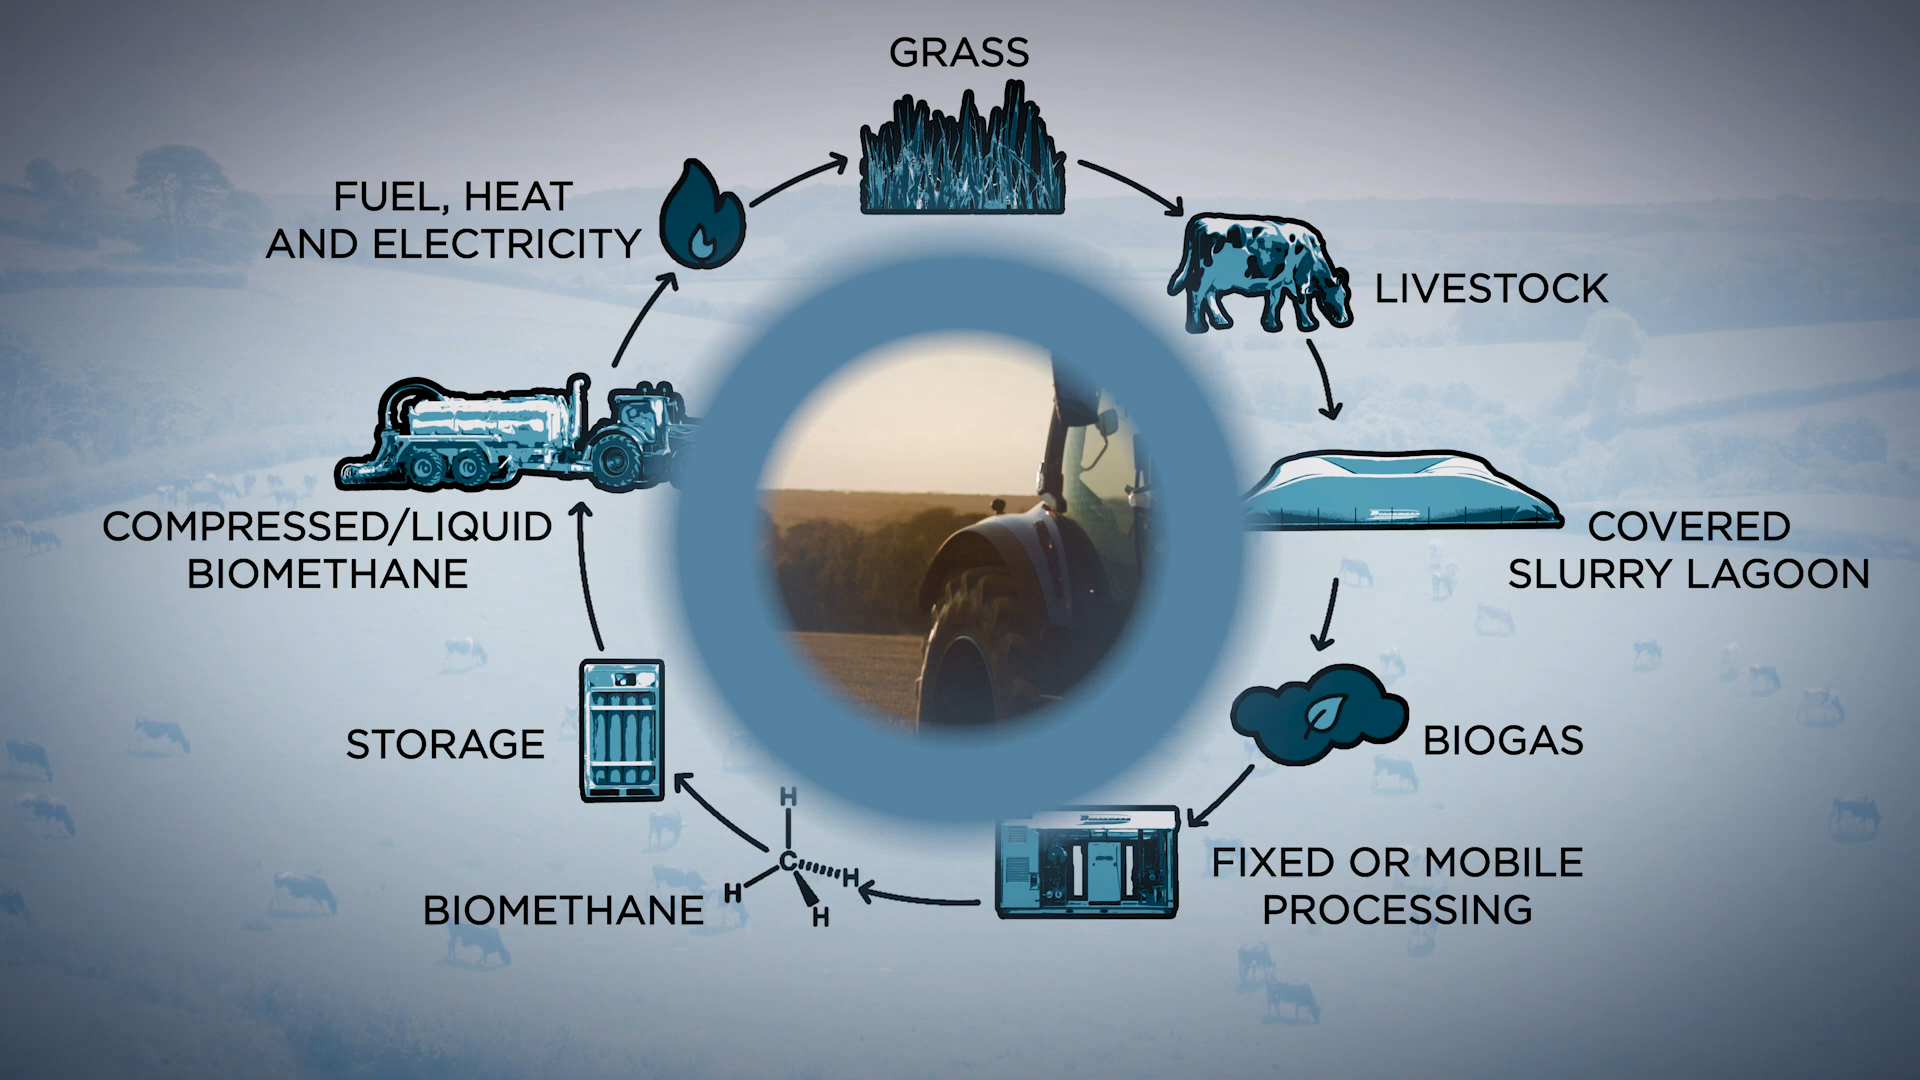 GRASS
FUEL, HEAT
AND ELECTRICITY
LIVESTOCK
COMPRESSED/LIQUID
BIOMETHANE
COVERED
SLURRY LAGOON
STORAGE
BIOGAS
H
C
H
H
H
BIOMETHANE
FIXED OR MOBILE
PROCESSING